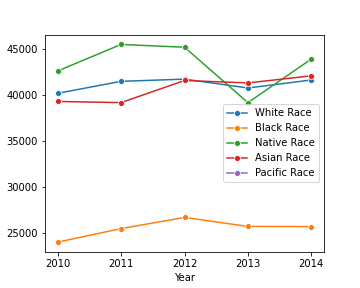 45000
40000
35000
30000
25000
White Race
Black Race
Native Race
Asian Race
Pacific Race
2010 2011 2012 2013 2014
Year